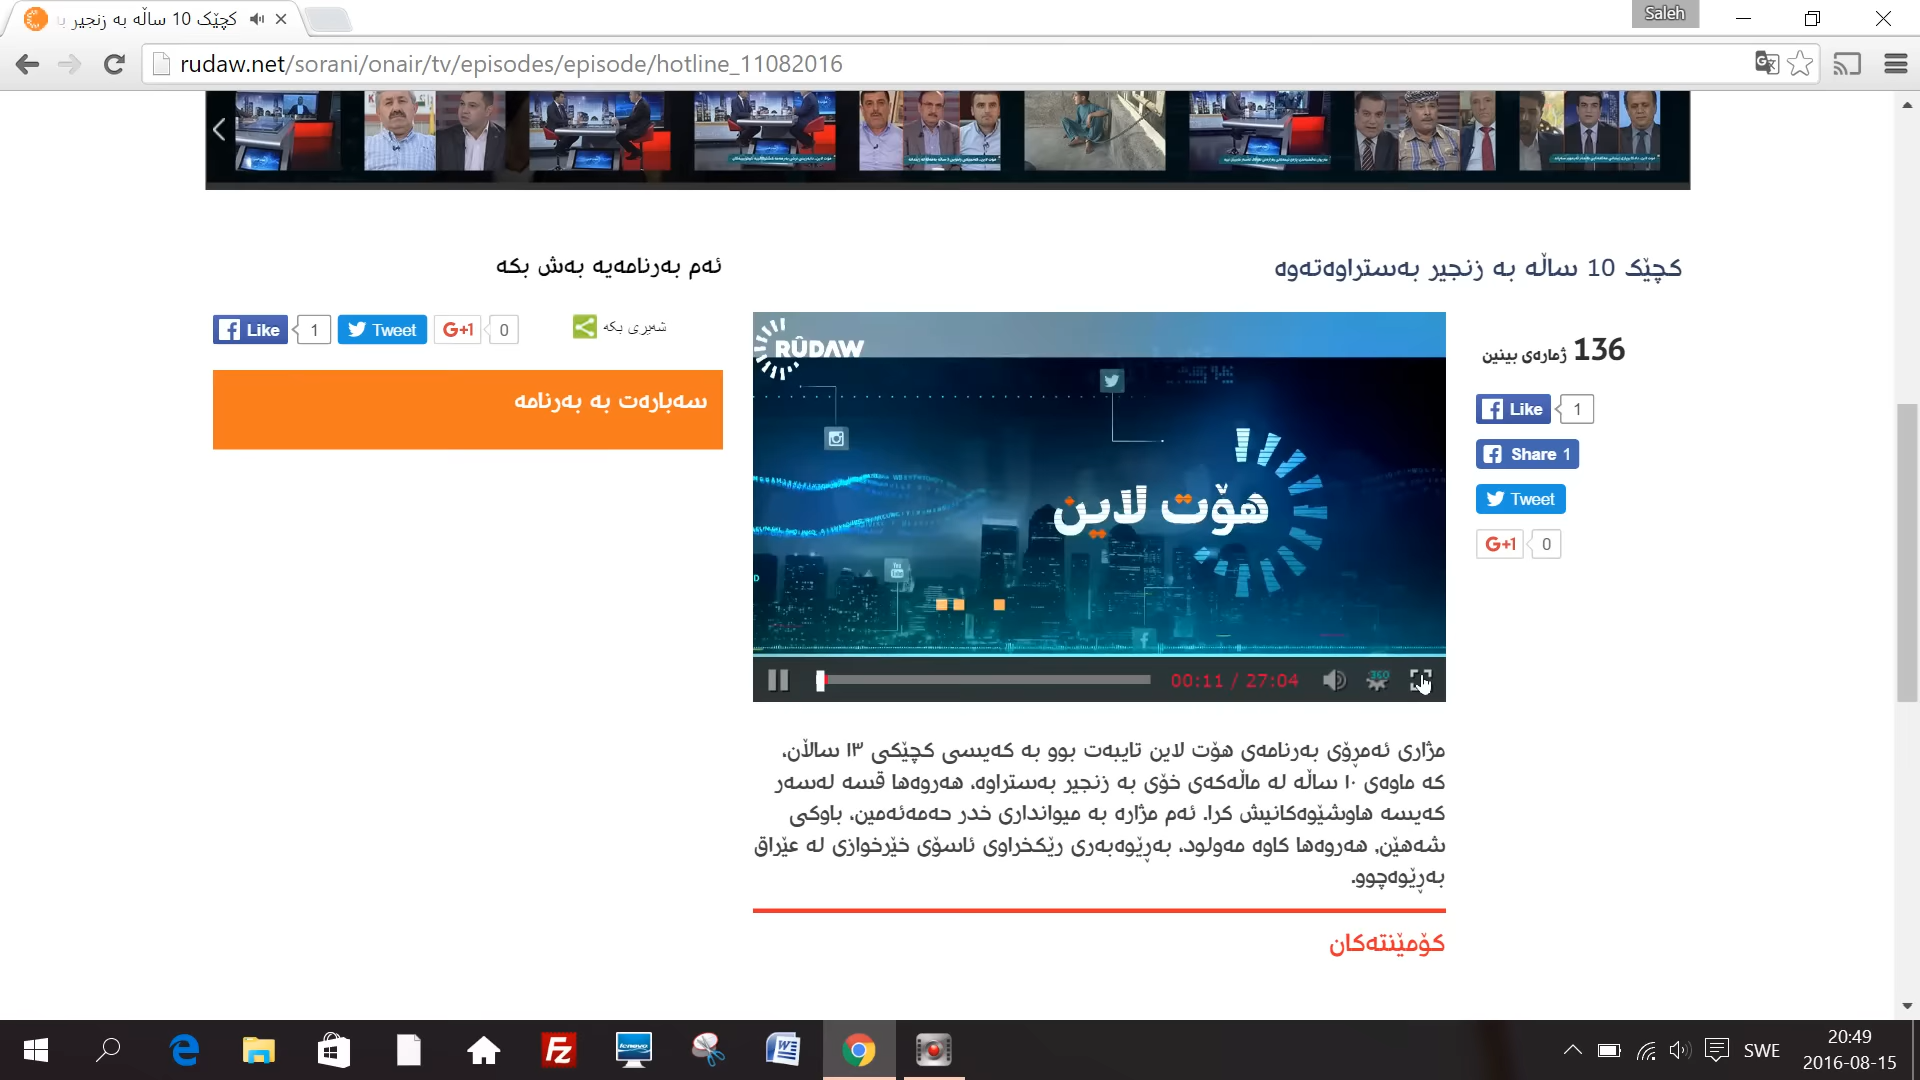 کچێک 10 ساڵە بە زنجیر ب
Saleh
rudaw.net/sorani/onair/tv/episodes/episode/hotline_11082016
ئەم بەرنامەیە بەش بکە
کچێک 10 ساڵە بە زنجیر بەستراوەتەوە
Like 1 Tweet G+1 0 شەیری بکە
سەبارەت بە بەرنامە
RÛDAW
هۆت لاین
00:11 / 27:04
360
136 ژمارەی بینین
Like 1
Share 1
Tweet
G+1 0
مژاری ئەمڕۆی بەرنامەی هۆت لاین تایبەت بوو بە کەیسی کچێکی ١٣ ساڵان،
کە ماوەی ١٠ ساڵە لە ماڵەکەی خۆی بە زنجیر بەستراوە، هەروەها قسە لەسەر
کەیسە هاوشێوەکانیش کرا. ئەم مژارە بە میوانداری خدر حەمەئەمین، باوکی
شەهێن, هەروەها کاوە مەولود، بەڕێوەبەری رێکخراوی ئاسۆی خێرخوازی لە عێراق
بەڕێوەچوو.
کۆمێنتەکان
lenovo
SWE
20:49
2016-08-15